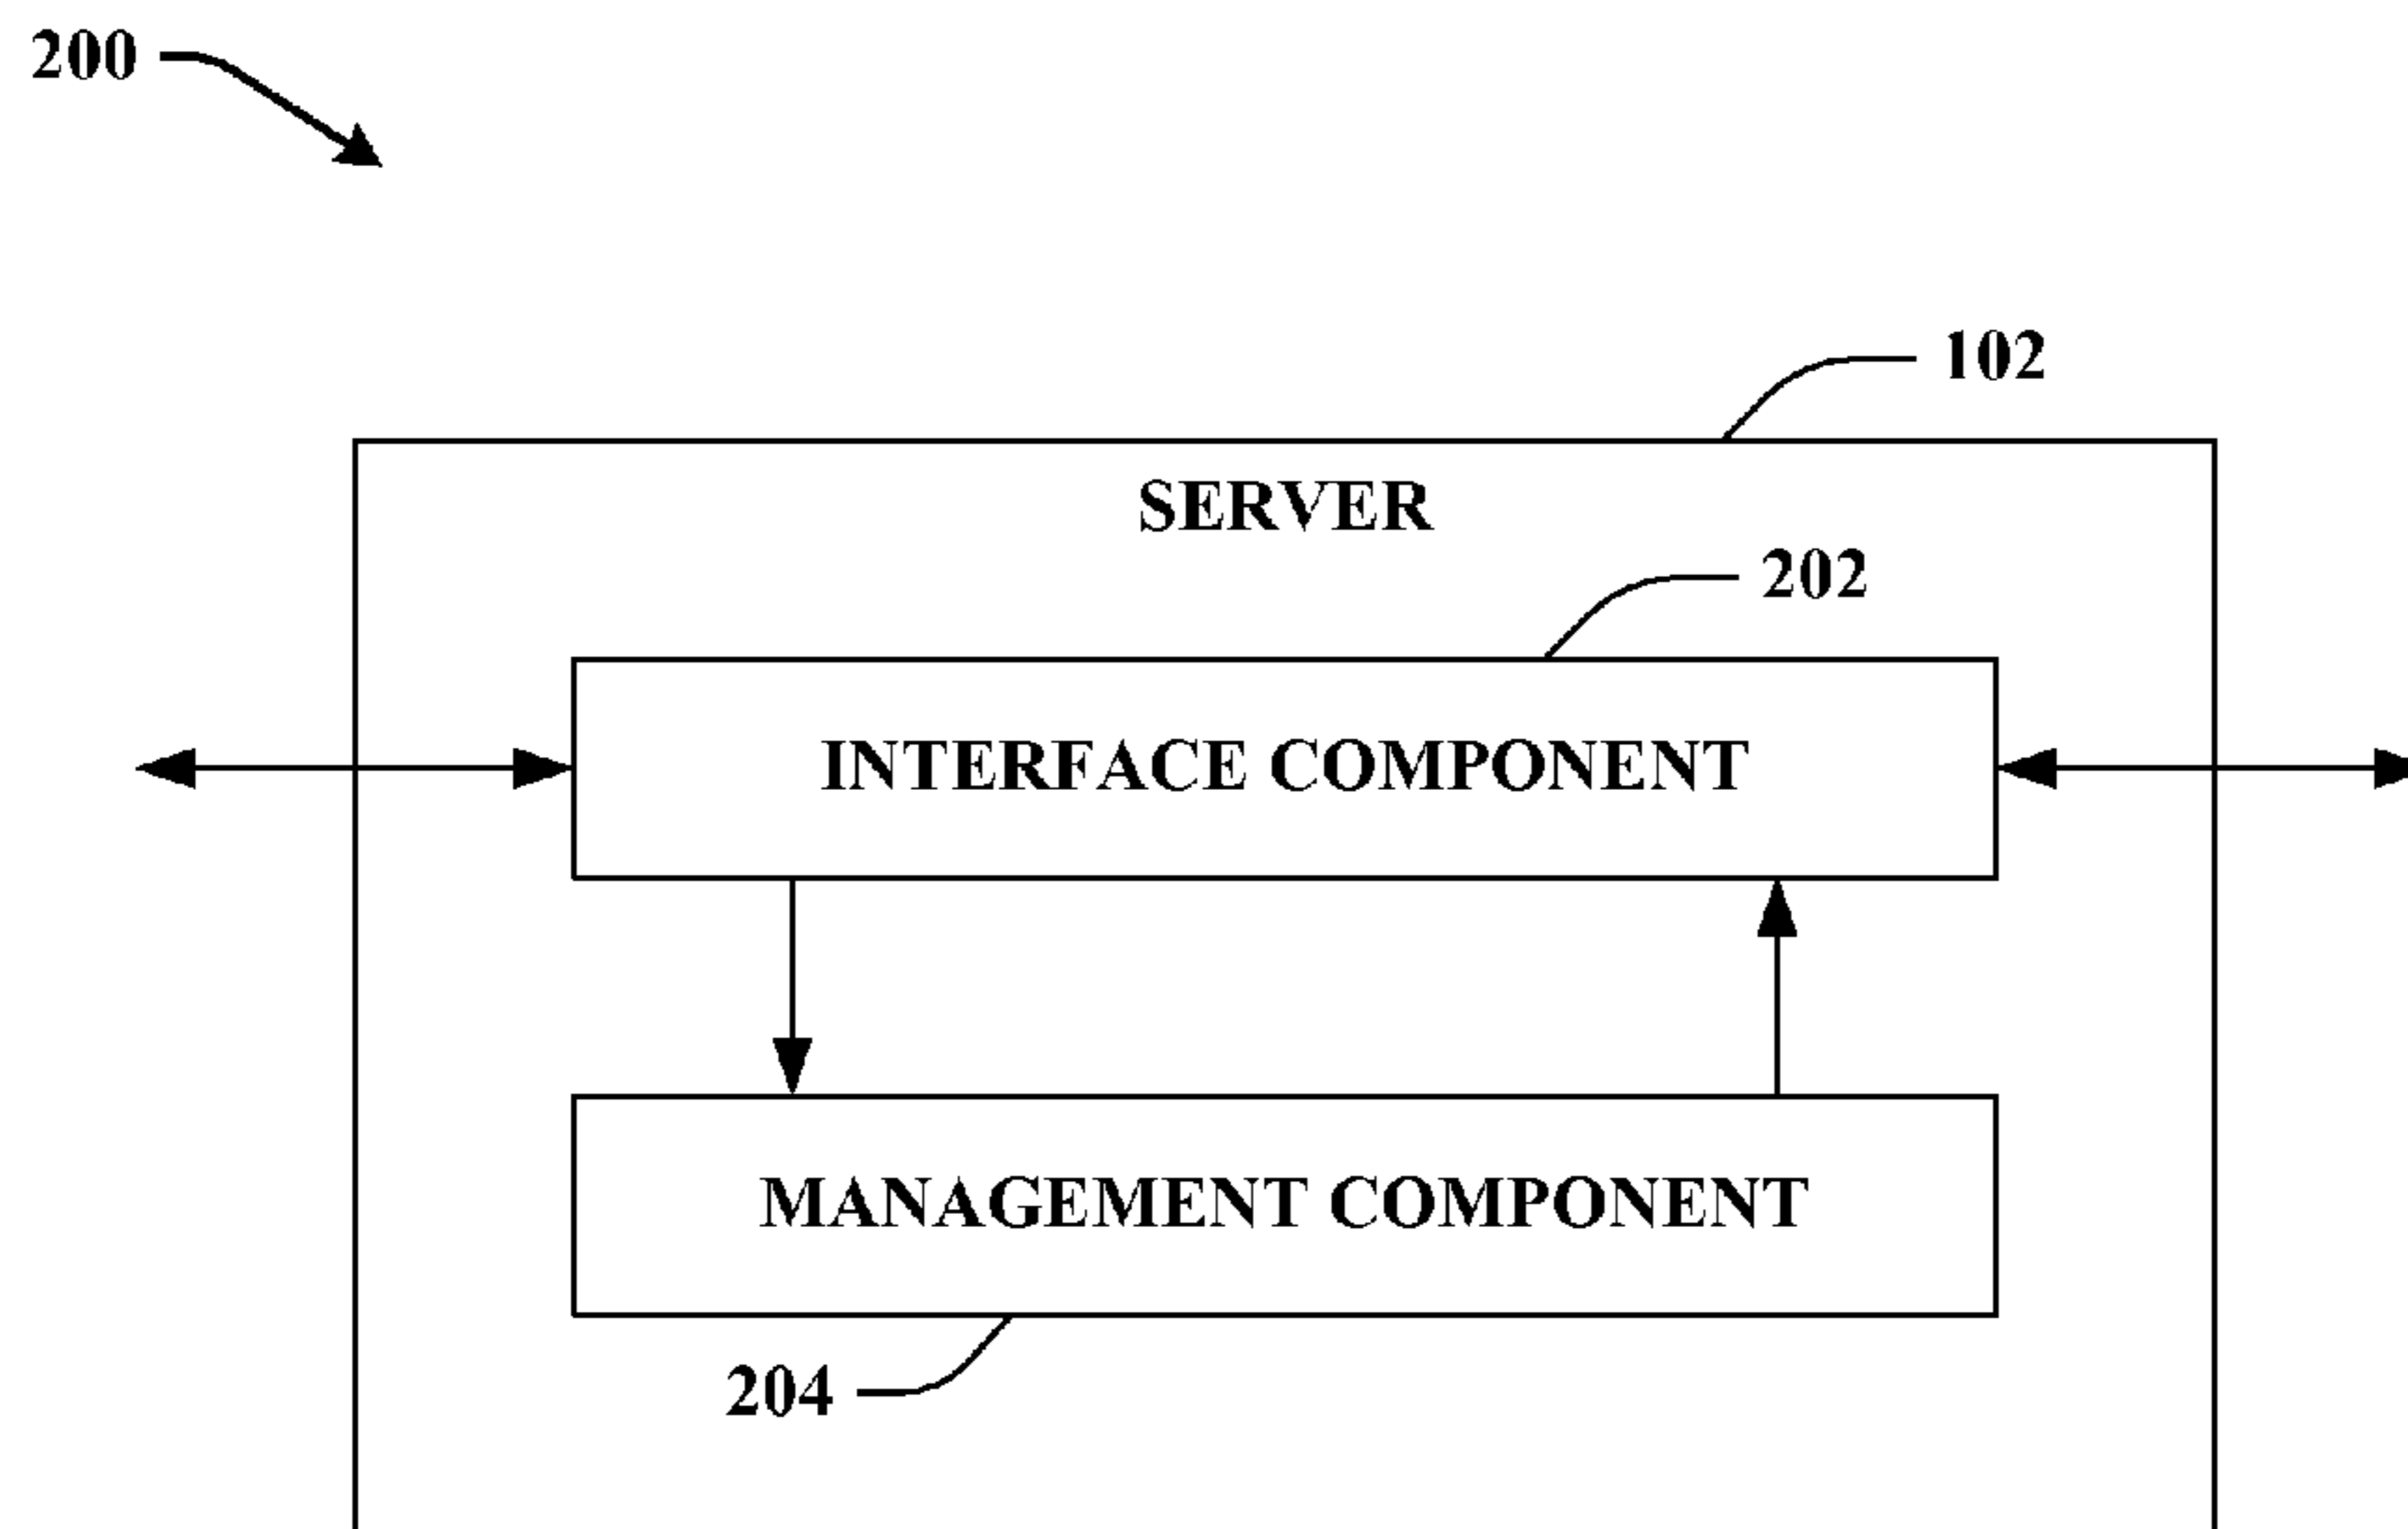 200
102
SERVER
202
INTERFACE COMPONENT
MANAGEMENT COMPONENT
204